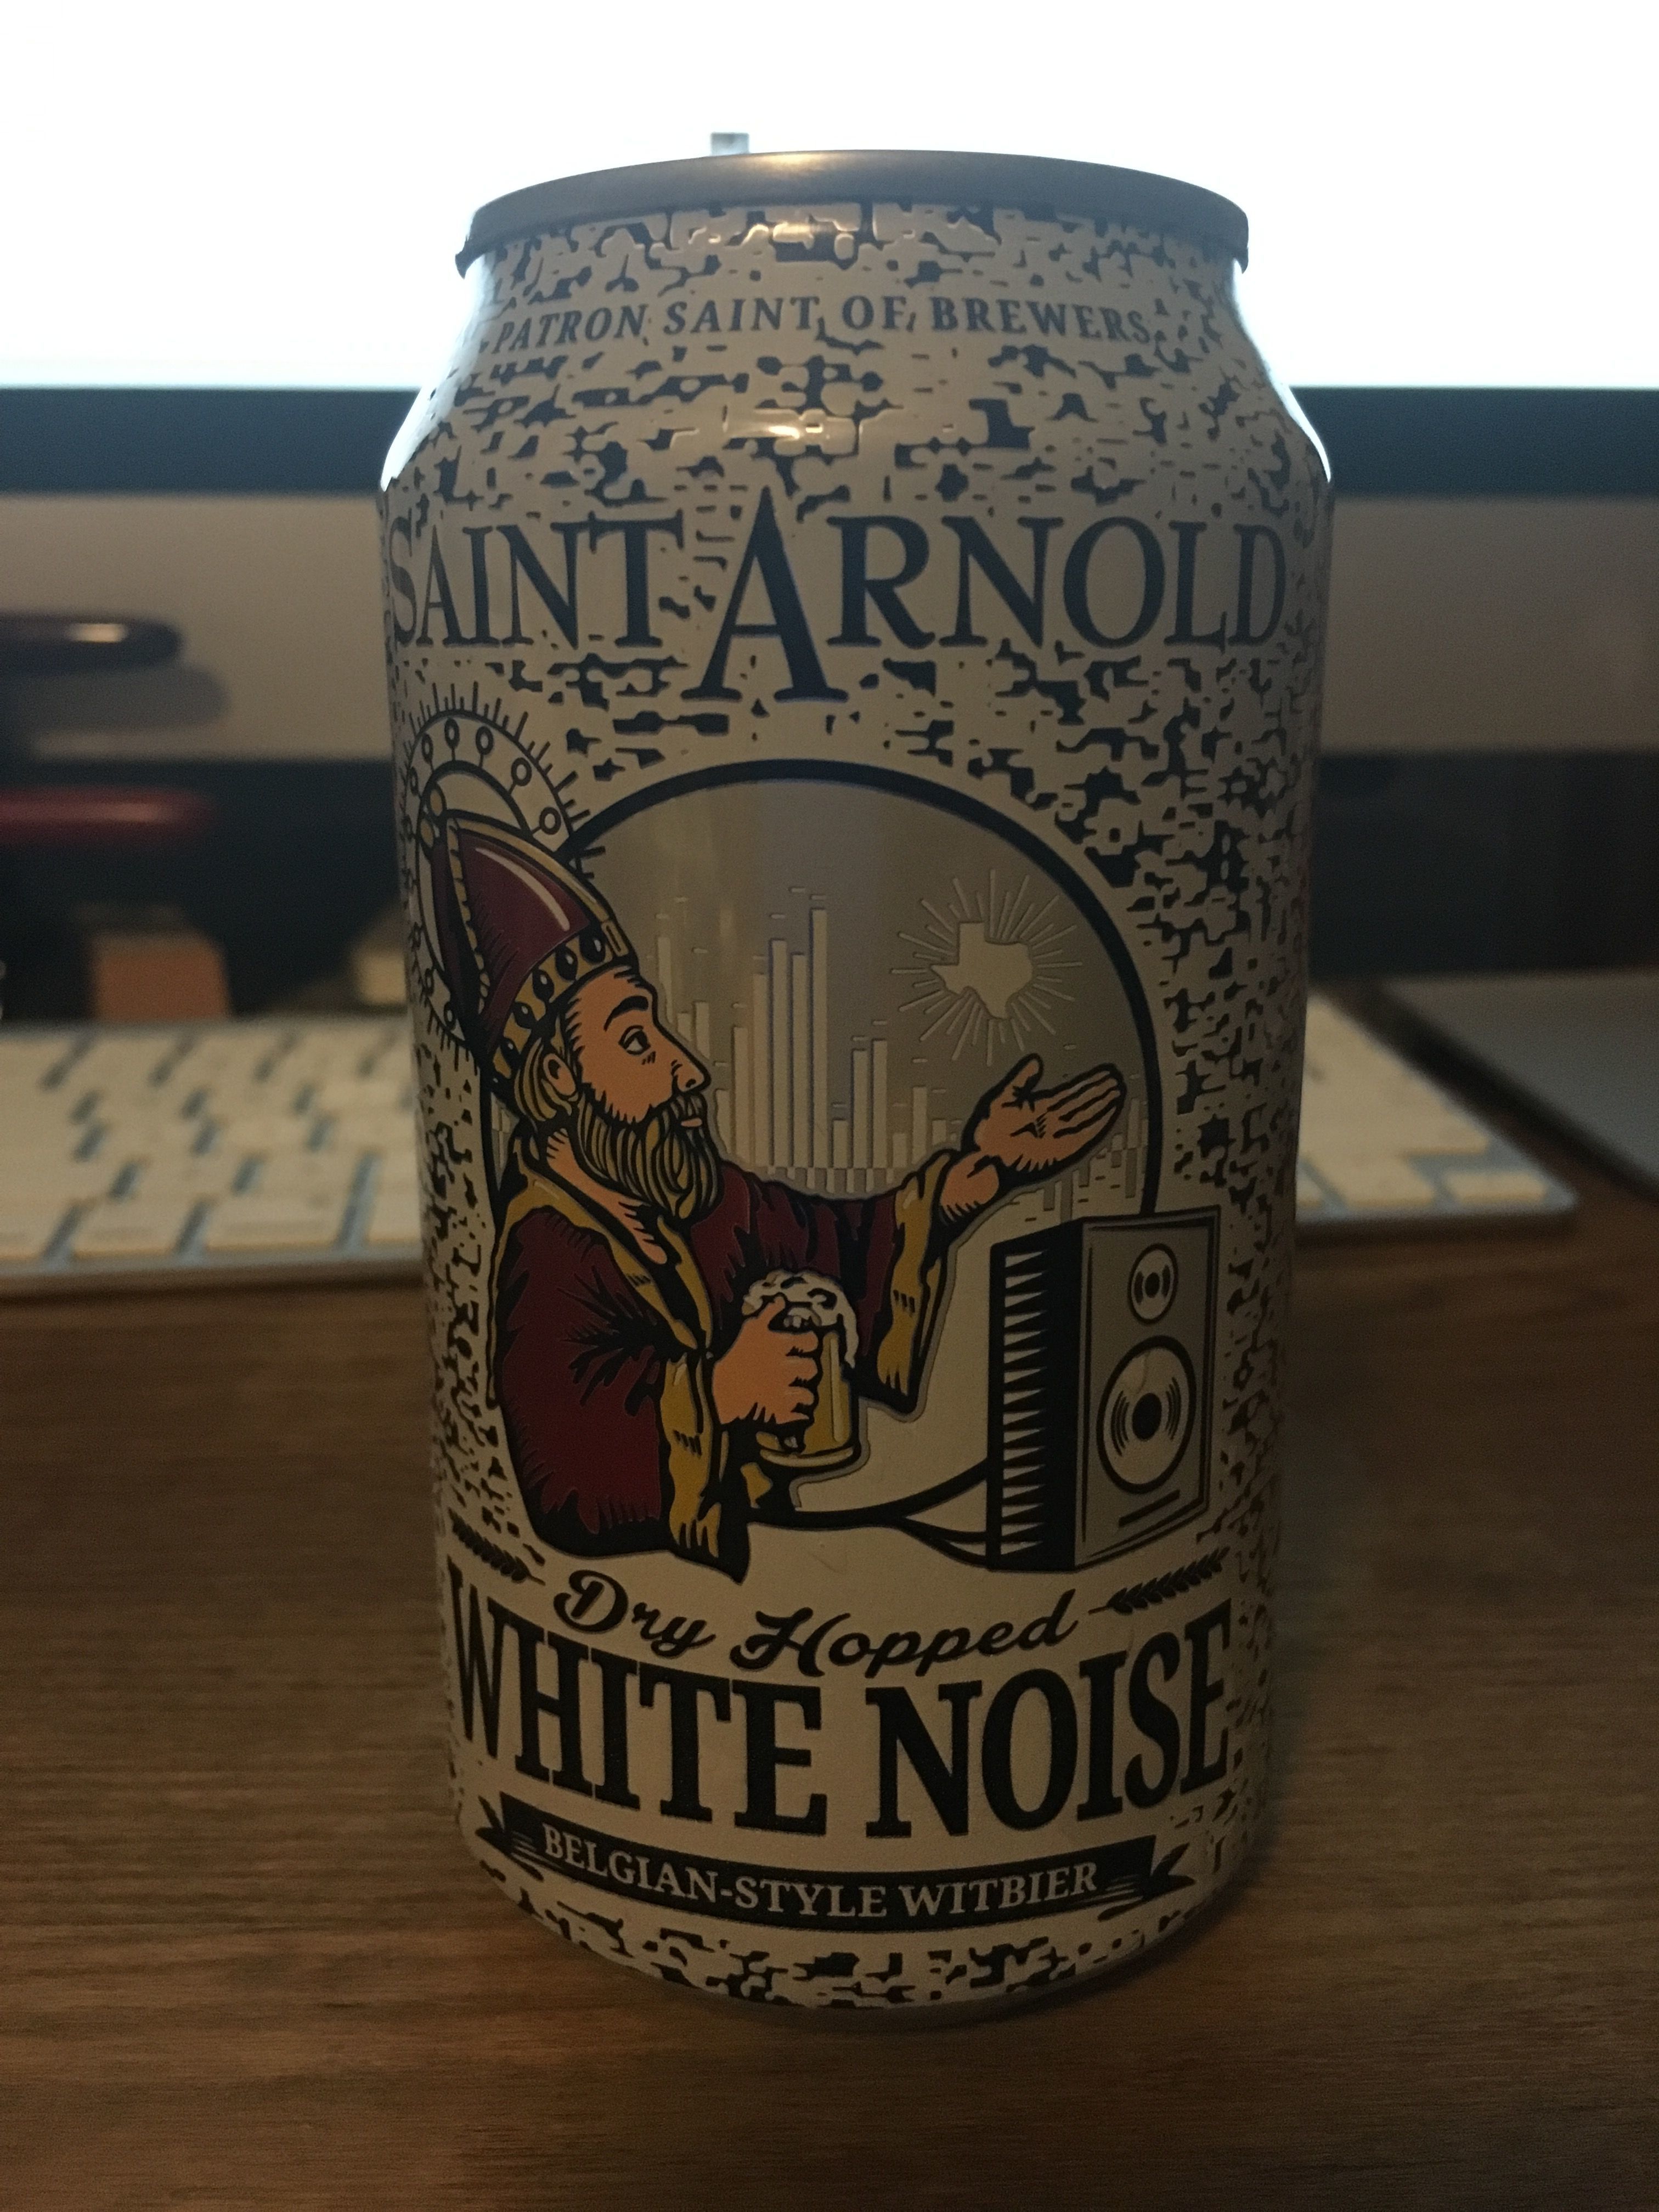 PATRON SAINT OF BREWERS
SAINT ARNOLD
Dry Hopped
WHITE NOISE
BELGIAN-STYLE WITBIER